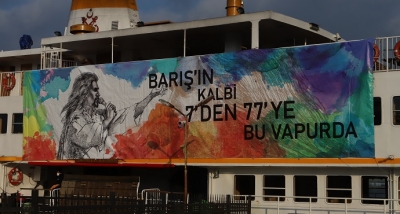 BARIŞ'IN
KALBİ
7'DEN 77'YE
BU VAPURDA